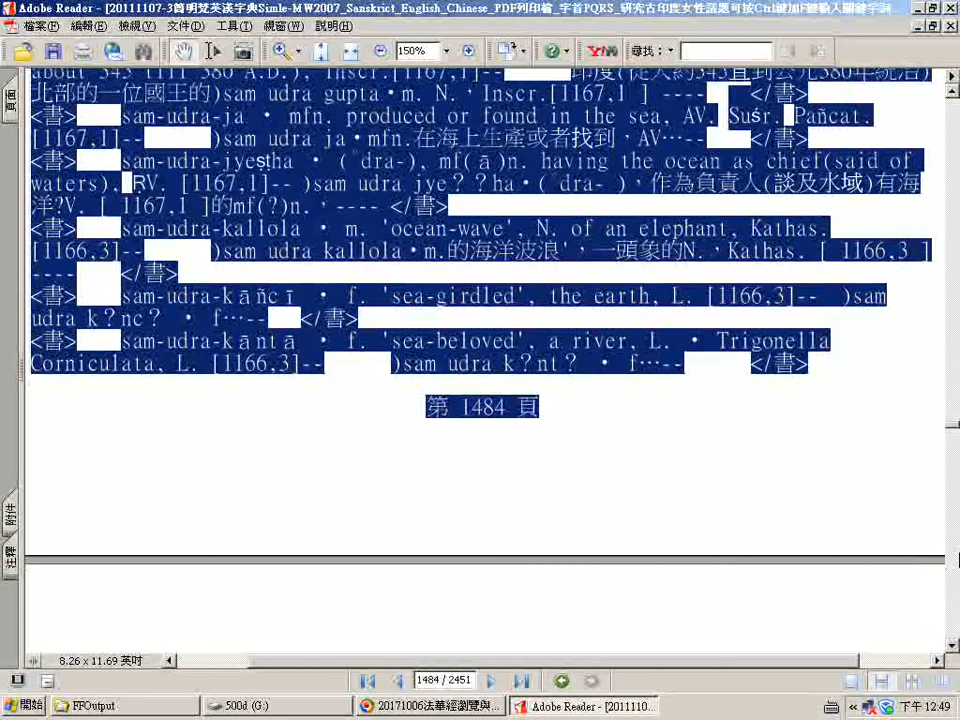 Adobe Reader - [20111107-3簡明梵英漢字典Simle-MW2007_Sanskrict_English_Chinese_PDF列印檔_字首PQRS_研究古印度女性話題可按Ctrl鍵加F鍵輸入關鍵字詞
檔案(F) 編輯(E) 檢視(V) 文件(D) 工具(T) 視窗(W) 說明(H)
150% 尋找:
頁面
about 345 till 380 A.D.), Inscr.[1167,1]-- 印度(從大約345直到公元380年統治)
北部的一位國王的)sam udra gupta‧m. N.，Inscr.[1167,1 ] ---- </書>
<書> sam-udra-ja ‧ mfn. produced or found in the sea, AV. Suśr. Pañcat.
[1167,1]-- )sam udra ja‧mfn.在海上生產或者找到，AV…-- </書>
<書> sam-udra-jyeṣṭha ‧ (˚dra-), mf(ā)n. having the ocean as chief(said of
waters), RV. [1167,1]-- )sam udra jye??ha‧(˚dra- )，作為負責人(談及水域)有海
洋?V. [ 1167,1 ]的mf(?)n.，---- </書>
<書> sam-udra-kallola ‧ m. 'ocean-wave', N. of an elephant, Kathas.
[1166,3]-- )sam udra kallola‧m.的海洋波浪'，一頭象的N.，Kathas. [ 1166,3 ]
---- </書>
<書> sam-udra-kāñcī ‧ f. 'sea-girdled', the earth, L. [1166,3]-- )sam
udra k?nc? ‧ f…-- </書>
<書> sam-udra-kāntā ‧ f. 'sea-beloved', a river, L. ‧ Trigonella
Corniculata, L. [1166,3]-- )sam udra k?nt? ‧ f…-- </書>
第 1484 頁
附件
注釋
8.26 x 11.69 英吋
1484 / 2451
開始 FFOutput 500d (G:) 20171006法華經瀏覽與... Adobe Reader - [2011110... 下午 12:49